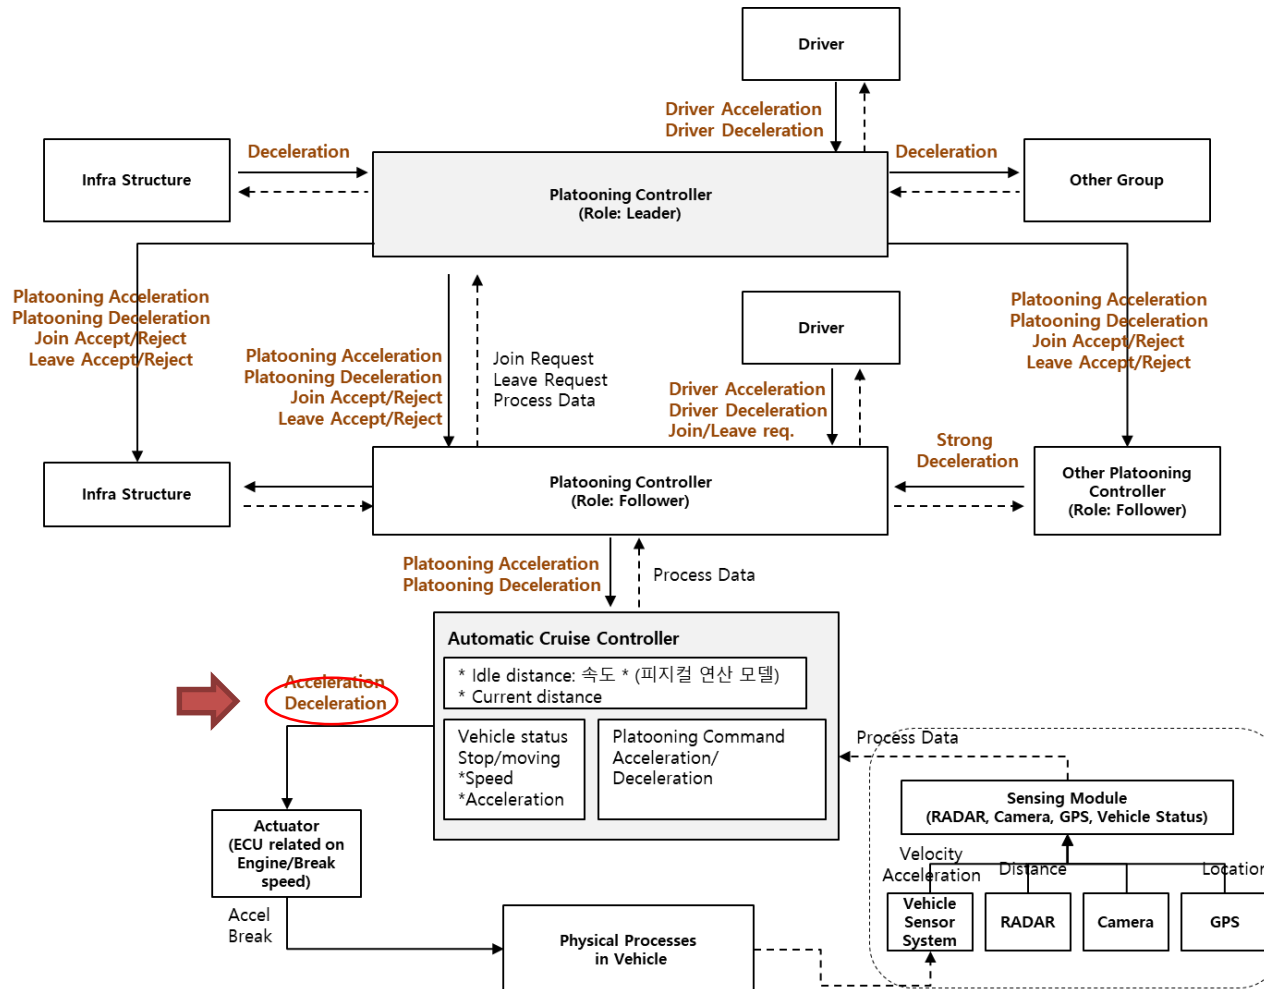 Driver
Driver Acceleration
Driver Deceleration
Deceleration
Infra Structure
Platooning Controller
(Role: Leader)
Deceleration
Other Group
Platooning Acceleration
Platooning Deceleration
Join Accept/Reject
Leave Accept/Reject
Platooning Acceleration
Platooning Deceleration
Join Accept/Reject
Leave Accept/Reject
Join Request
Leave Request
Process Data
Driver
Driver Acceleration
Driver Deceleration
Join/Leave req.
Platooning Acceleration
Platooning Deceleration
Join Accept/Reject
Leave Accept/Reject
Infra Structure
Platooning Controller
(Role: Follower)
Strong
Deceleration
Other Platooning
Controller
(Role: Follower)
Platooning Acceleration
Platooning Deceleration
Process Data
Automatic Cruise Controller
* Idle distance: 속도 * (피지컬 연산 모델)
* Current distance
Vehicle status
Stop/moving
*Speed
*Acceleration
Platooning Command
Acceleration/
Deceleration
Acceleration
Deceleration
Actuator
(ECU related on
Engine/Break
speed)
Accel
Break
Physical Processes
in Vehicle
Process Data
Sensing Module
(RADAR, Camera, GPS, Vehicle Status)
Velocity
Acceleration
Distance
Location
Vehicle
Sensor
System
RADAR
Camera
GPS